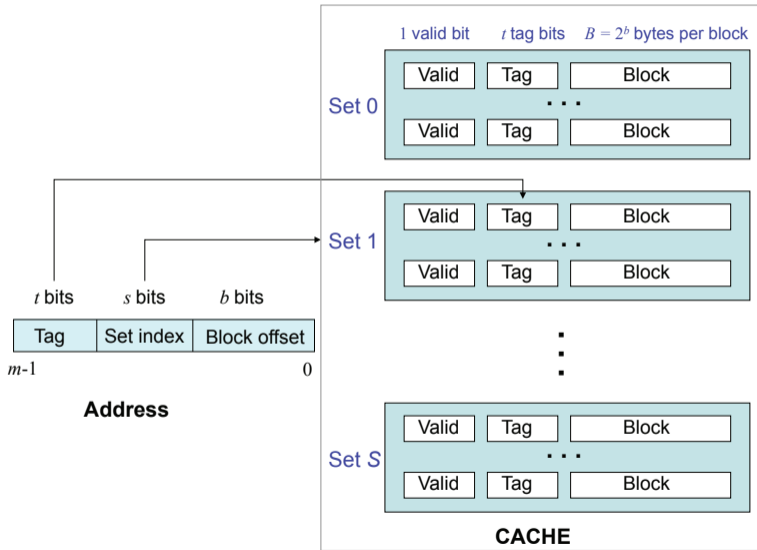 1 valid bit t tag bits B = 2^b bytes per block
Valid Tag Block
Set 0 . . .
Valid Tag Block
Valid Tag Block
Set 1 . . .
Valid Tag Block
t bits s bits b bits
Tag Set index Block offset
m-1 0
Address
Valid Tag Block
Set S . . .
Valid Tag Block
CACHE